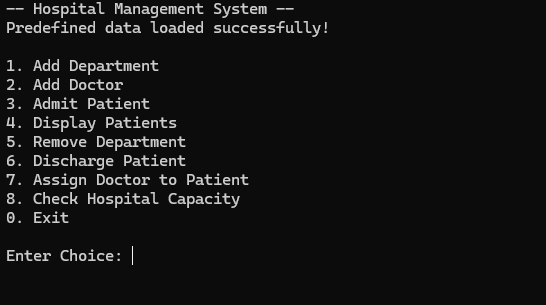 -- Hospital Management System --
Predefined data loaded successfully!
1. Add Department
2. Add Doctor
3. Admit Patient
4. Display Patients
5. Remove Department
6. Discharge Patient
7. Assign Doctor to Patient
8. Check Hospital Capacity
0. Exit
Enter Choice: